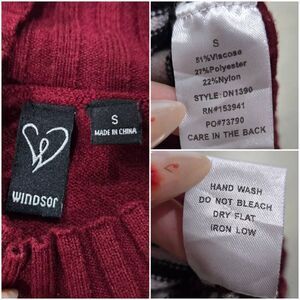 S
MADE IN CHINA
WINDSOR
S
51%Viscose
27%Polyester
22%Nylon
STYLE:DN1390
RN#153941
PO#73790
CARE IN THE BACK
HAND WASH
DO NOT BLEACH
DRY FLAT
IRON LOW